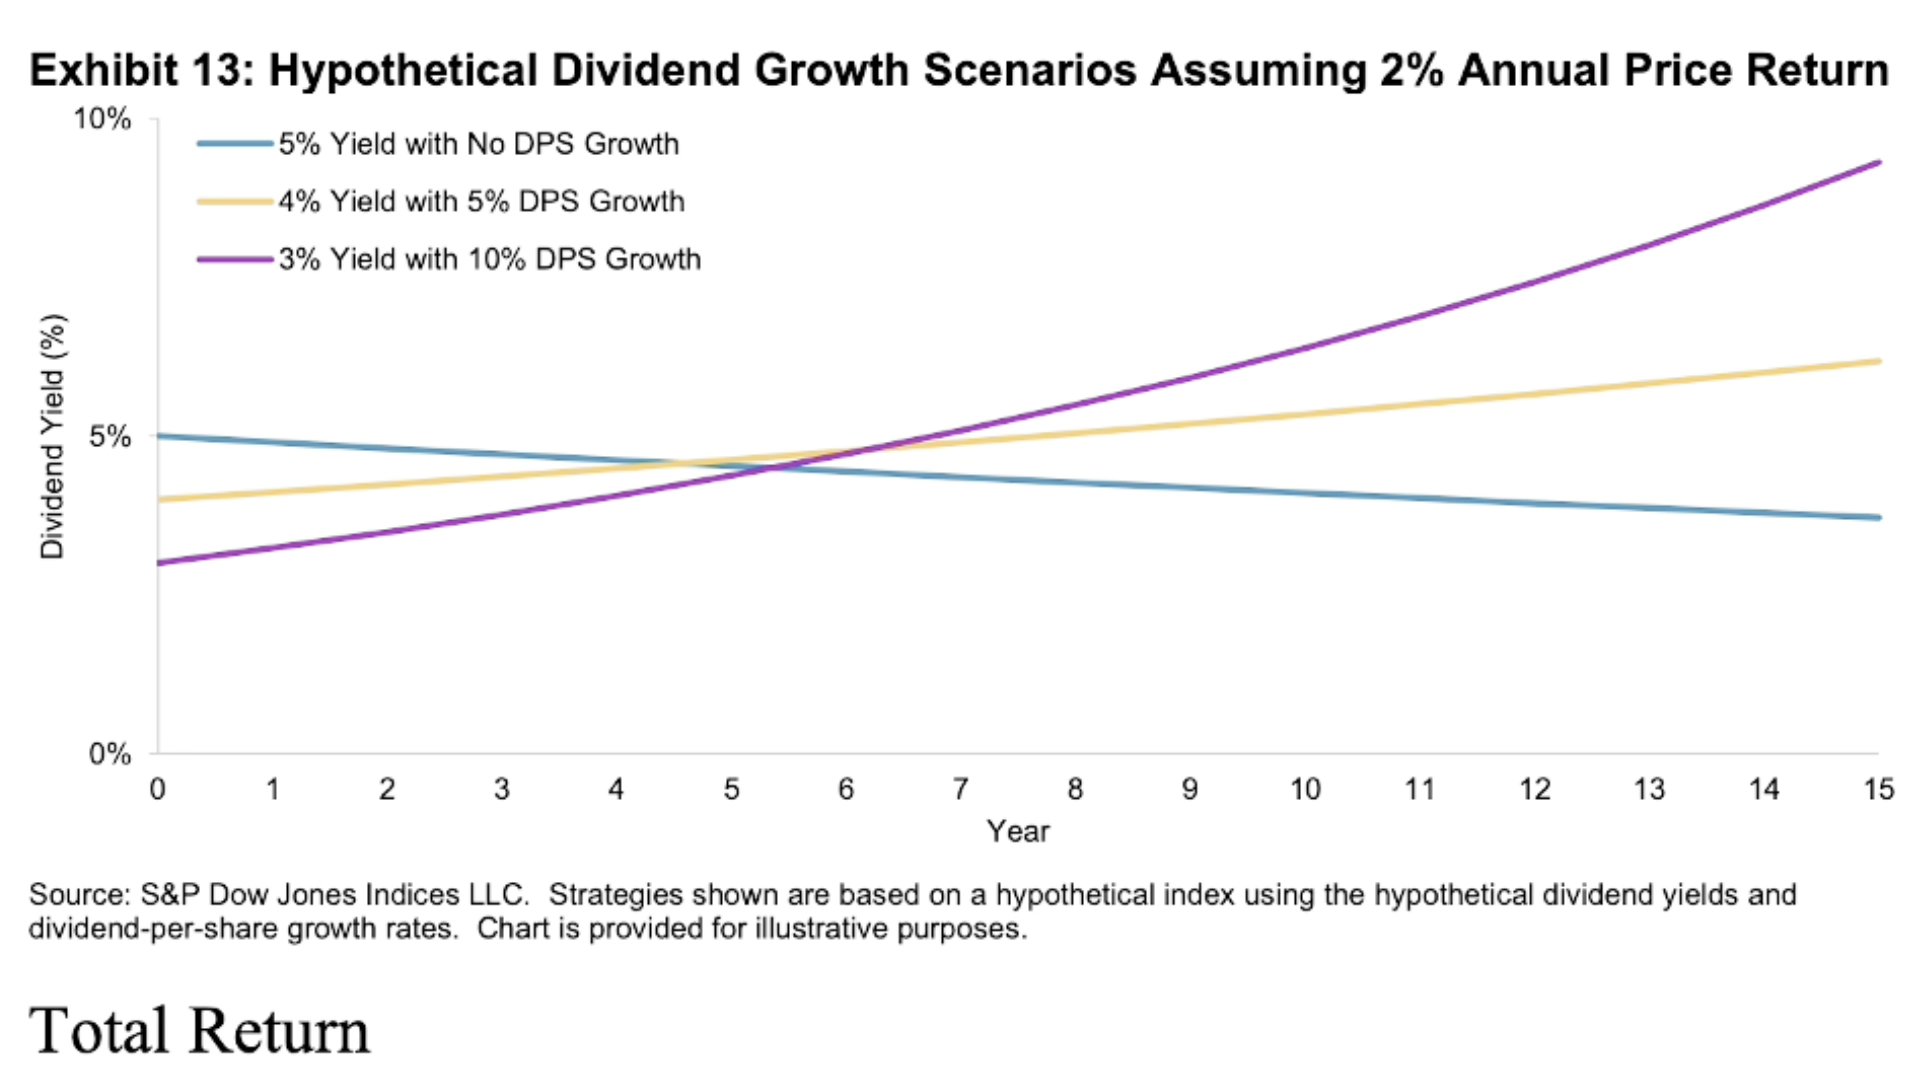 Exhibit 13: Hypothetical Dividend Growth Scenarios Assuming 2% Annual Price Return
10%
5% Yield with No DPS Growth
4% Yield with 5% DPS Growth
3% Yield with 10% DPS Growth
Dividend Yield (%)
5%
0%
0 1 2 3 4 5 6 7 8 9 10 11 12 13 14 15
Year
Source: S&P Dow Jones Indices LLC.  Strategies shown are based on a hypothetical index using the hypothetical dividend yields and
dividend-per-share growth rates.  Chart is provided for illustrative purposes.
Total Return